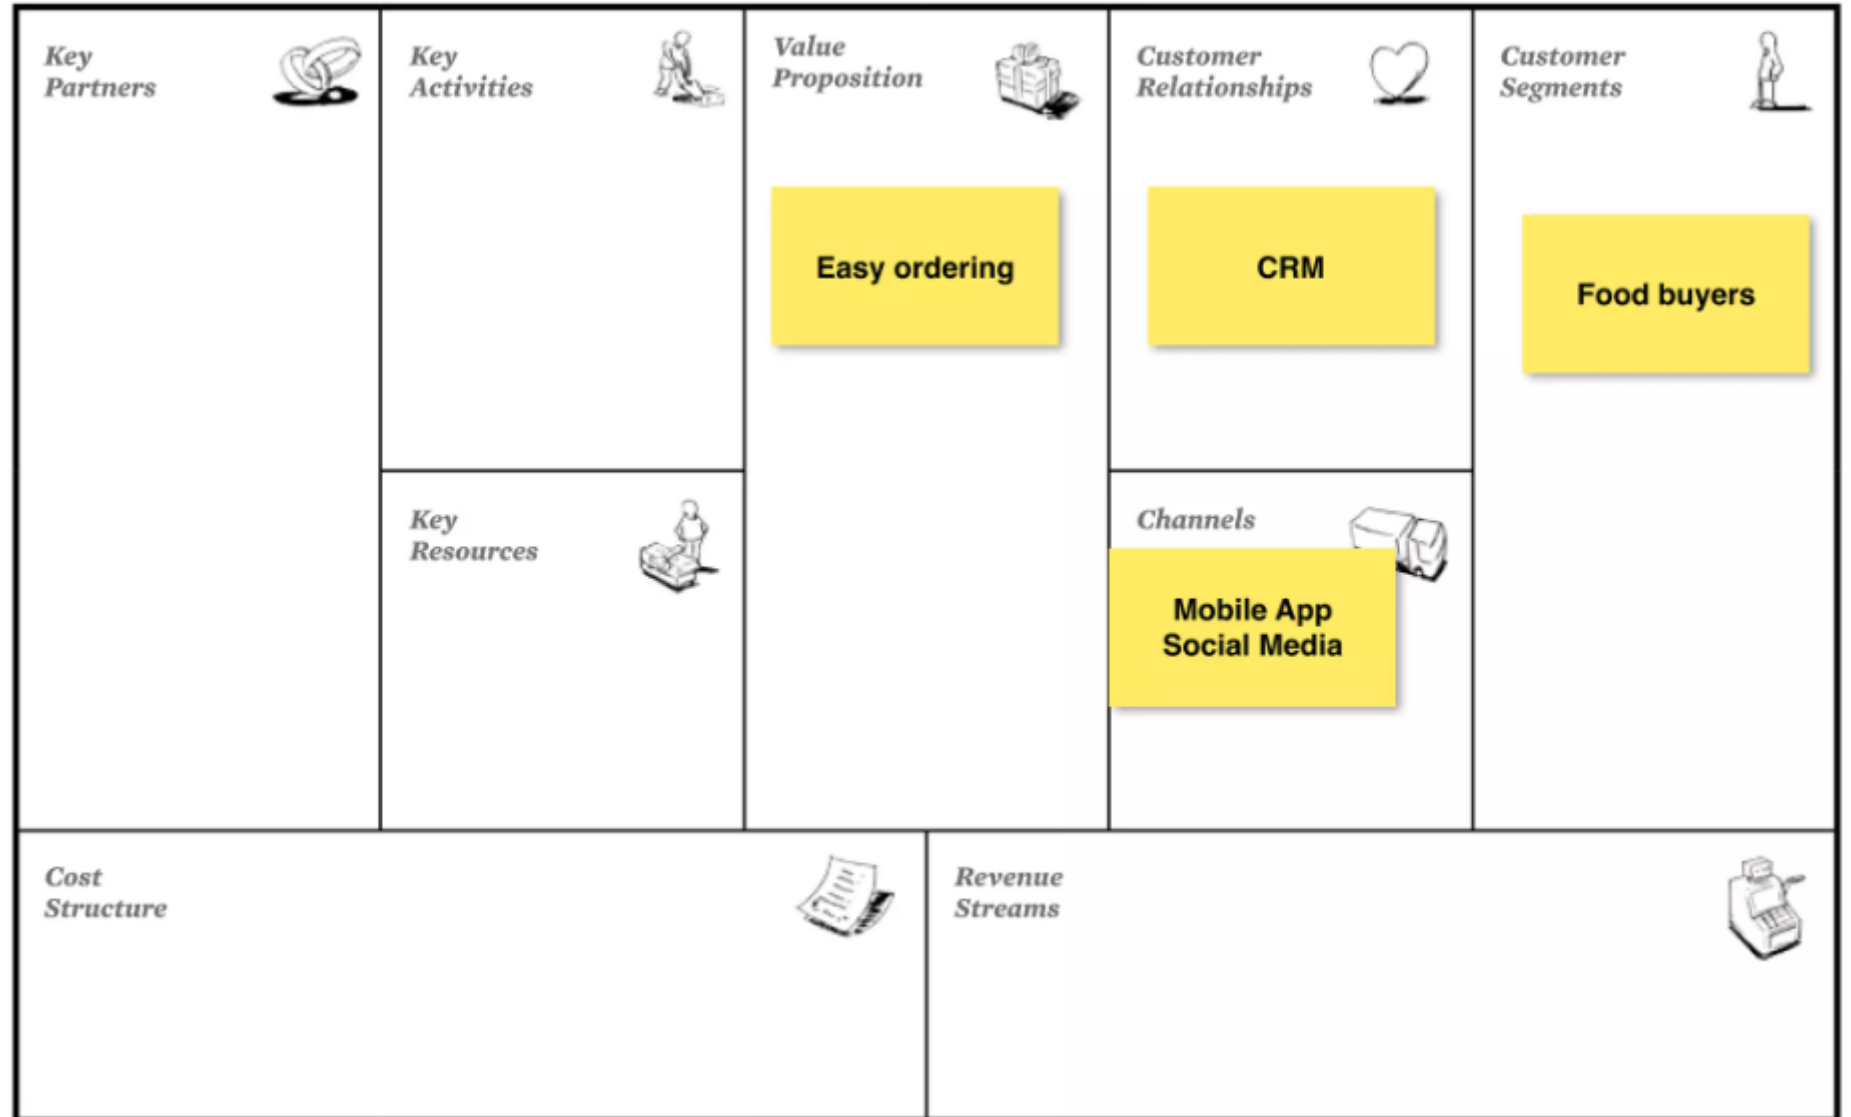 Key
Partners
Key
Activities
Value
Proposition
Easy ordering
Customer
Relationships
CRM
Customer
Segments
Food buyers
Key
Resources
Channels
Mobile App
Social Media
Cost
Structure
Revenue
Streams